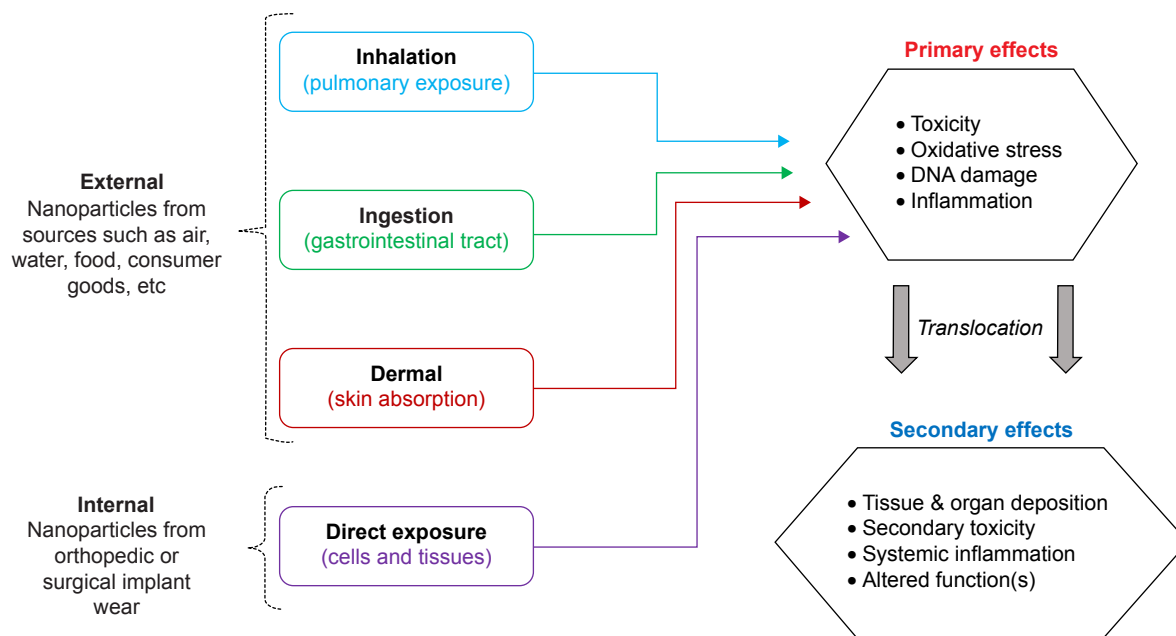 External
Nanoparticles from
sources such as air,
water, food, consumer
goods, etc
Inhalation
(pulmonary exposure)
Ingestion
(gastrointestinal tract)
Dermal
(skin absorption)
Internal
Nanoparticles from
orthopedic or
surgical implant
wear
Direct exposure
(cells and tissues)
Primary effects
• Toxicity
• Oxidative stress
• DNA damage
• Inflammation
Translocation
Secondary effects
• Tissue & organ deposition
• Secondary toxicity
• Systemic inflammation
• Altered function(s)